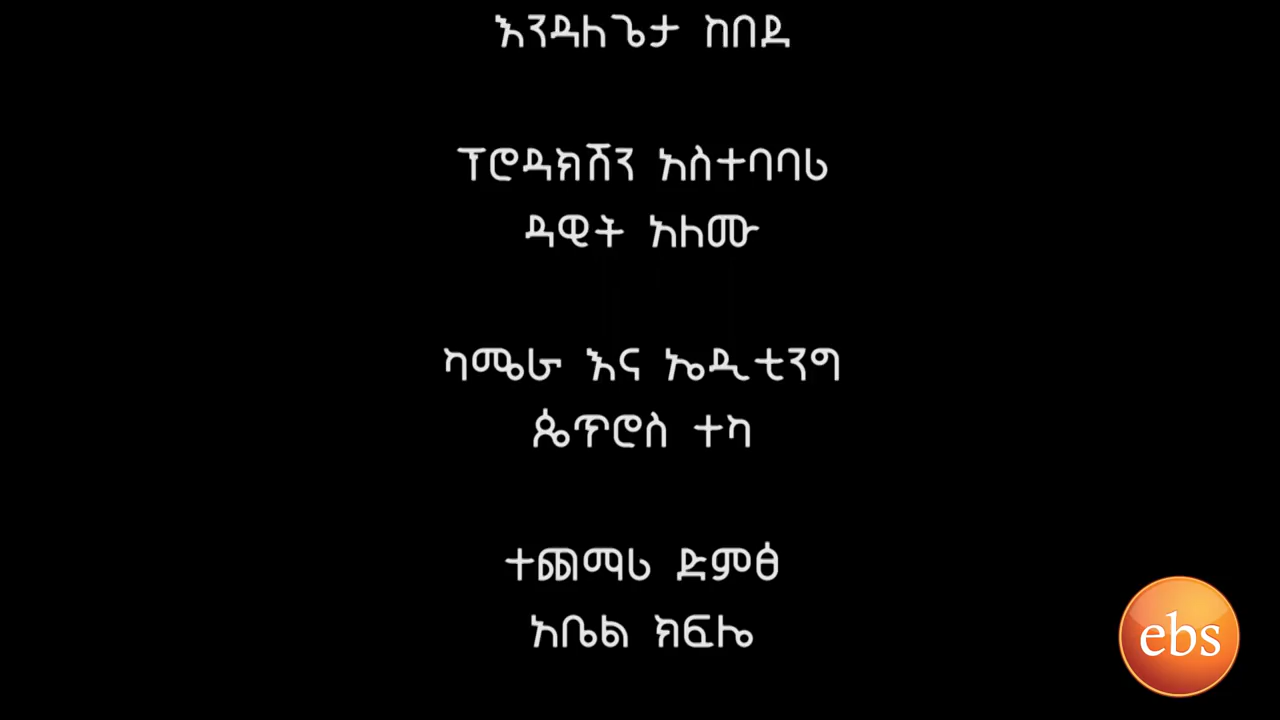 እንዳለጌታ ከበደ
ፕሮዳክሽን አስተባባሪ
ዳዊት አለሙ
ካሜራ እና ኤዲቲንግ
ጴጥሮስ ተካ
ተጨማሪ ድምፅ
አቤል ክፍሌ
ebs